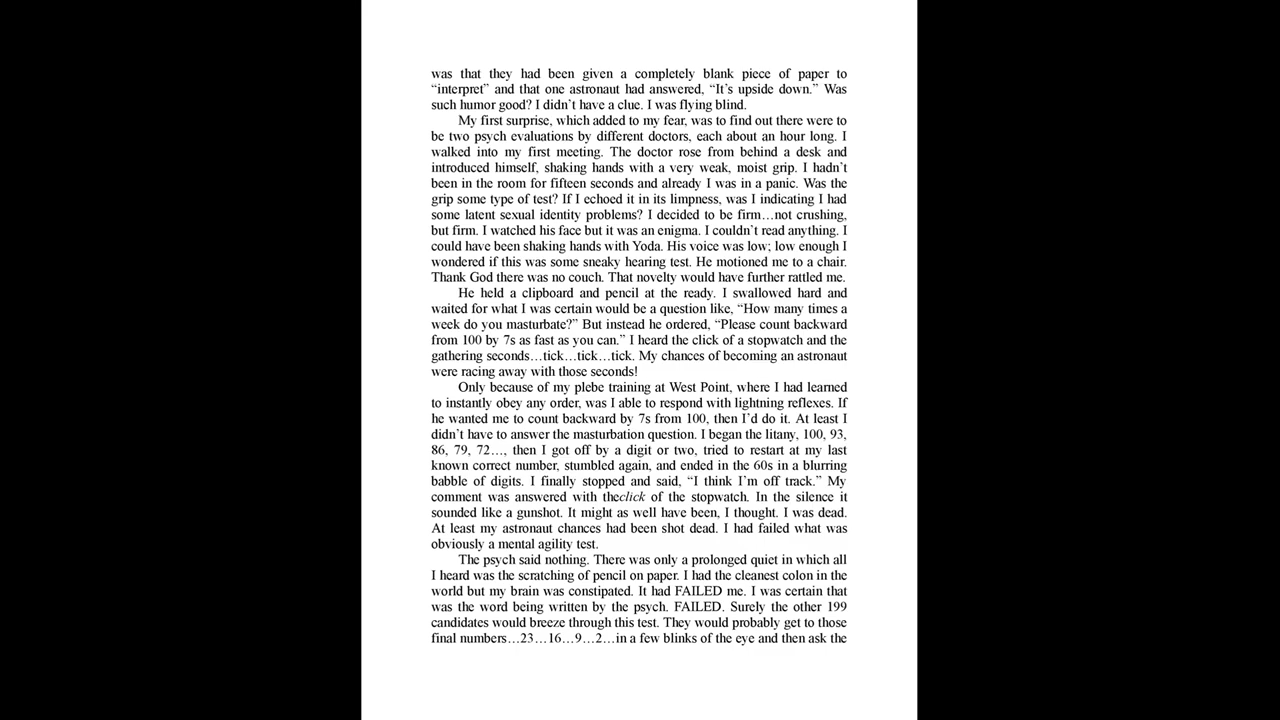 was that they had been given a completely blank piece of paper to
“interpret” and that one astronaut had answered, “It’s upside down.” Was
such humor good? I didn’t have a clue. I was flying blind.
My first surprise, which added to my fear, was to find out there were to
be two psych evaluations by different doctors, each about an hour long. I
walked into my first meeting. The doctor rose from behind a desk and
introduced himself, shaking hands with a very weak, moist grip. I hadn’t
been in the room for fifteen seconds and already I was in a panic. Was the
grip some type of test? If I echoed it in its limpness, was I indicating I had
some latent sexual identity problems? I decided to be firm…not crushing,
but firm. I watched his face but it was an enigma. I couldn’t read anything. I
could have been shaking hands with Yoda. His voice was low; low enough I
wondered if this was some sneaky hearing test. He motioned me to a chair.
Thank God there was no couch. That novelty would have further rattled me.
He held a clipboard and pencil at the ready. I swallowed hard and
waited for what I was certain would be a question like, “How many times a
week do you masturbate?” But instead he ordered, “Please count backward
from 100 by 7s as fast as you can.” I heard the click of a stopwatch and the
gathering seconds…tick…tick…tick. My chances of becoming an astronaut
were racing away with those seconds!
Only because of my plebe training at West Point, where I had learned
to instantly obey any order, was I able to respond with lightning reflexes. If
he wanted me to count backward by 7s from 100, then I’d do it. At least I
didn’t have to answer the masturbation question. I began the litany, 100, 93,
86, 79, 72…, then I got off by a digit or two, tried to restart at my last
known correct number, stumbled again, and ended in the 60s in a blurring
babble of digits. I finally stopped and said, “I think I’m off track.” My
comment was answered with theclick of the stopwatch. In the silence it
sounded like a gunshot. It might as well have been, I thought. I was dead.
At least my astronaut chances had been shot dead. I had failed what was
obviously a mental agility test.
The psych said nothing. There was only a prolonged quiet in which all
I heard was the scratching of pencil on paper. I had the cleanest colon in the
world but my brain was constipated. It had FAILED me. I was certain that
was the word being written by the psych. FAILED. Surely the other 199
candidates would breeze through this test. They would probably get to those
final numbers…23…16…9…2…in a few blinks of the eye and then ask the